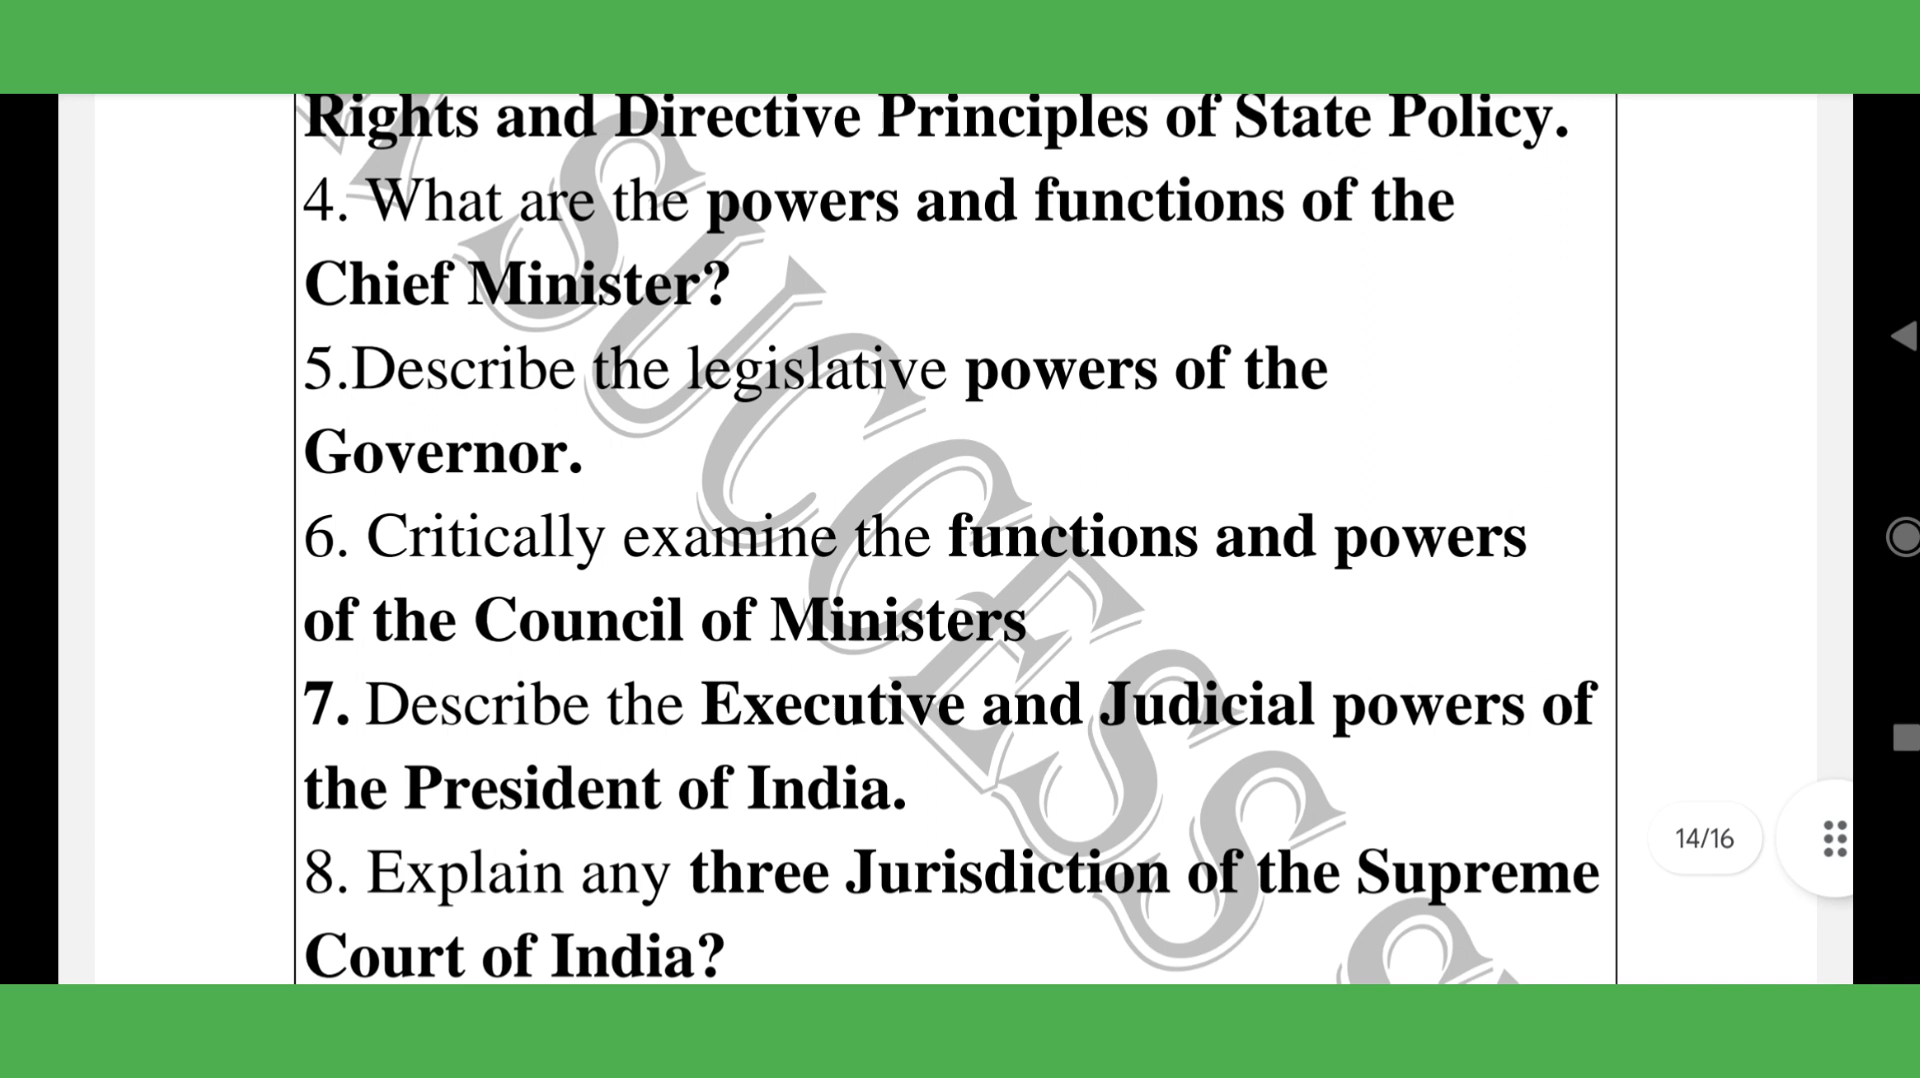 Rights and Directive Principles of State Policy.
4. What are the powers and functions of the
Chief Minister?
5.Describe the legislative powers of the
Governor.
6. Critically examine the functions and powers
of the Council of Ministers
7. Describe the Executive and Judicial powers of
the President of India.
8. Explain any three Jurisdiction of the Supreme
Court of India?
14/16
SUCCESS